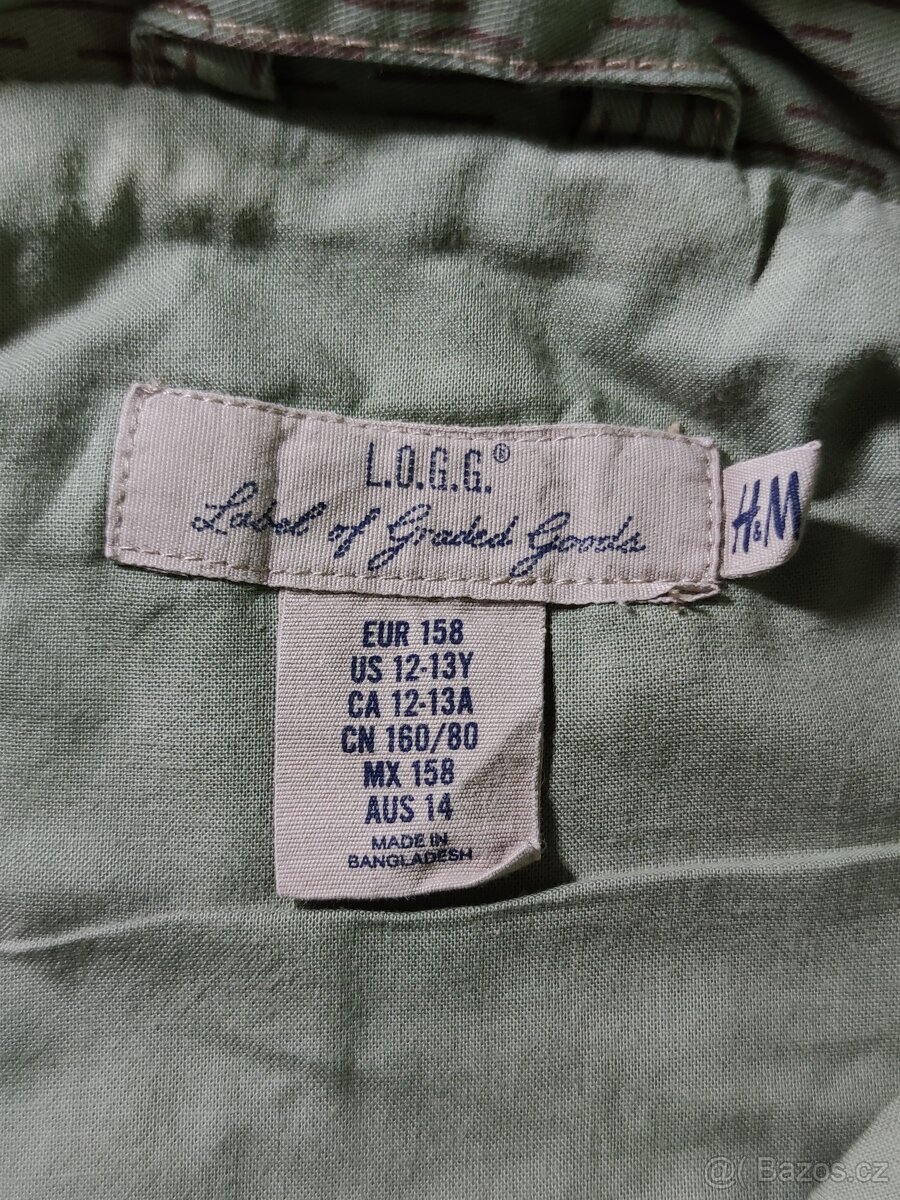 L.O.G.G.®
Label of Graded Goods
H&M
EUR 158
US 12-13Y
CA 12-13A
CN 160/80
MX 158
AUS 14
MADE IN
BANGLADESH
@( Bazos.cz